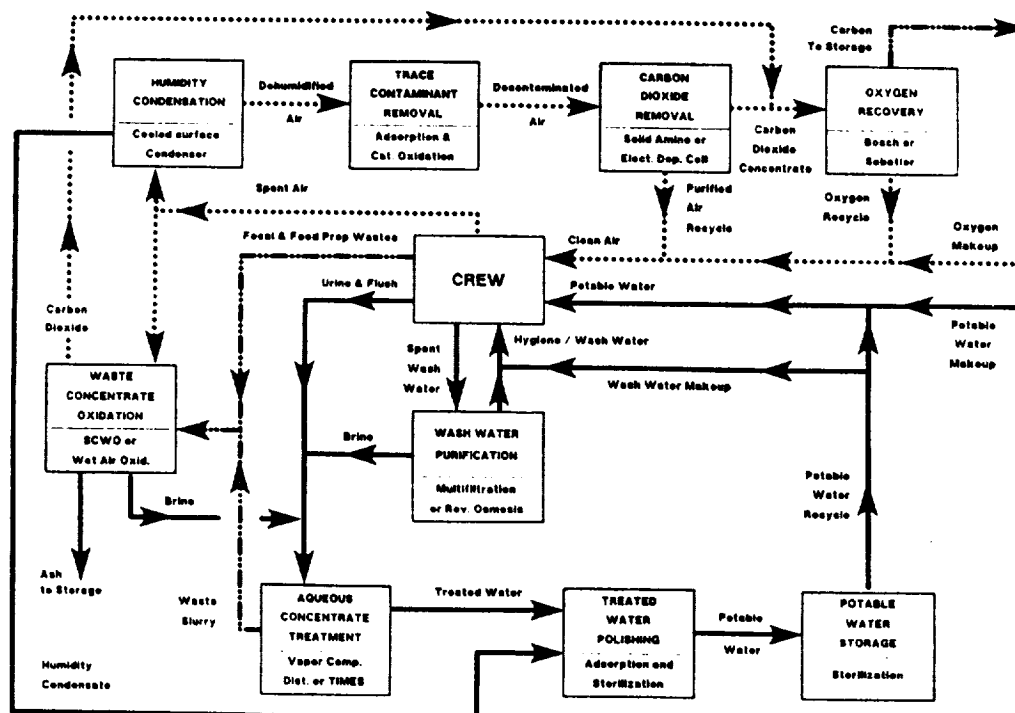 Carbon
To Storage
HUMIDITY
CONDENSATION
Cooled surface
Condenser
Dehumidified
Air
TRACE
CONTAMINANT
REMOVAL
Adsorption &
Cat. Oxidation
Decontaminated
Air
CARBON
DIOXIDE
REMOVAL
Solid Amine or
Elect. Dep. Cell
Carbon
Dioxide
Concentrate
OXYGEN
RECOVERY
Bosch or
Sabatier
Spent Air
Purified
Air
Recycle
Oxygen
Recycle
Oxygen
Makeup
Fecal & Food Prep Wastes
Clean Air
CREW
Urine & Flush
Potable Water
Potable
Water
Makeup
Carbon
Dioxide
Spent
Wash
Water
Hygiene / Wash Water
Wash Water Makeup
WASTE
CONCENTRATE
OXIDATION
SCWO or
Wet Air Oxid.
Brine
WASH WATER
PURIFICATION
Multifiltration
or Rev. Osmosis
Brine
Potable
Water
Recycle
Ash
to Storage
Waste
Slurry
AQUEOUS
CONCENTRATE
TREATMENT
Vapor Comp.
Dist. or TIMES
Treated Water
TREATED
WATER
POLISHING
Adsorption and
Sterilization
Potable
Water
POTABLE
WATER
STORAGE
Sterilization
Humidity
Condensate